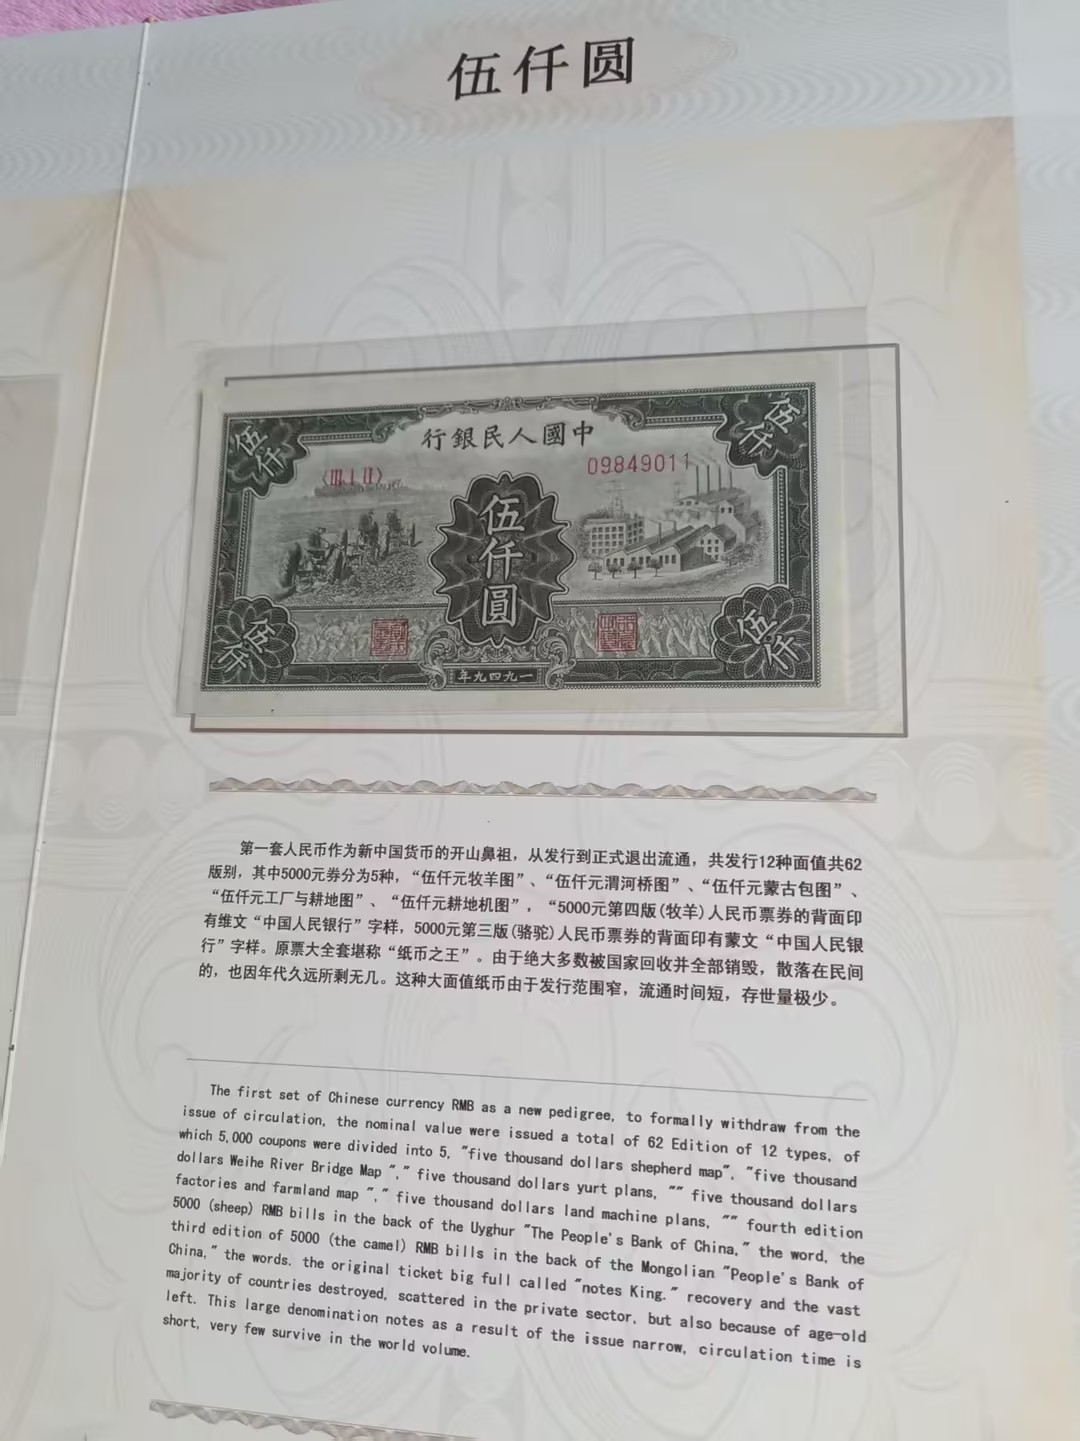 伍仟圆
行銀民人國中
〈III I II〉
09849011
伍仟
伍仟
伍仟圓
伍仟
伍仟
年九四九一
第一套人民币作为新中国货币的开山鼻祖，从发行到正式退出流通，共发行12种面值共62
版别，其中5000元券分为5种，“伍仟元牧羊图”、“伍仟元渭河桥图”、“伍仟元蒙古包图”、
“伍仟元工厂与耕地图”、“伍仟元耕地机图”，“5000元第四版(牧羊)人民币票券的背面印
有维文“中国人民银行”字样，5000元第三版(骆驼)人民币票券的背面印有蒙文“中国人民银
行”字样。原票大全套堪称“纸币之王”。由于绝大多数被国家回收并全部销毁，散落在民间
的，也因年代久远所剩无几。这种大面值纸币由于发行范围窄，流通时间短，存世量极少。
The first set of Chinese currency RMB as a new pedigree, to formally withdraw from the
issue of circulation, the nominal value were issued a total of 62 Edition of 12 types, of
which 5,000 coupons were divided into 5, "five thousand dollars shepherd map", "five thousand
dollars Weihe River Bridge Map "," five thousand dollars yurt plans, "" five thousand dollars
factories and farmland map "," five thousand dollars land machine plans, "" fourth edition
5000 (sheep) RMB bills in the back of the Uyghur "The People's Bank of China," the word, the
third edition of 5000 (the camel) RMB bills in the back of the Mongolian "People's Bank of
China," the words. the original ticket big full called "notes King." recovery and the vast
majority of countries destroyed, scattered in the private sector, but also because of age-old
left. This large denomination notes as a result of the issue narrow, circulation time is
short, very few survive in the world volume.